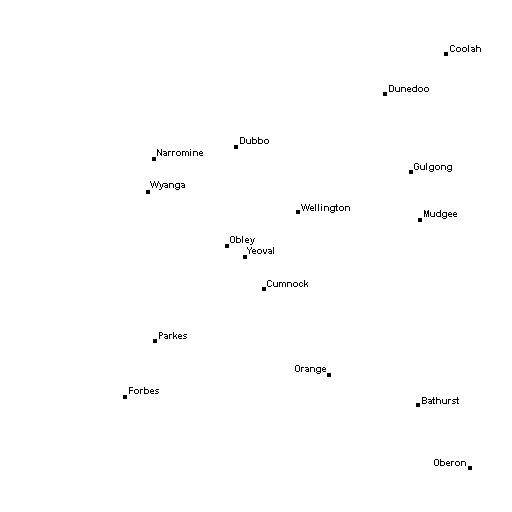 Coolah
Dunedoo
Dubbo
Narromine
Gulgong
Wyanga
Wellington
Mudgee
Obley
Yeoval
Cumnock
Parkes
Orange
Forbes
Bathurst
Oberon